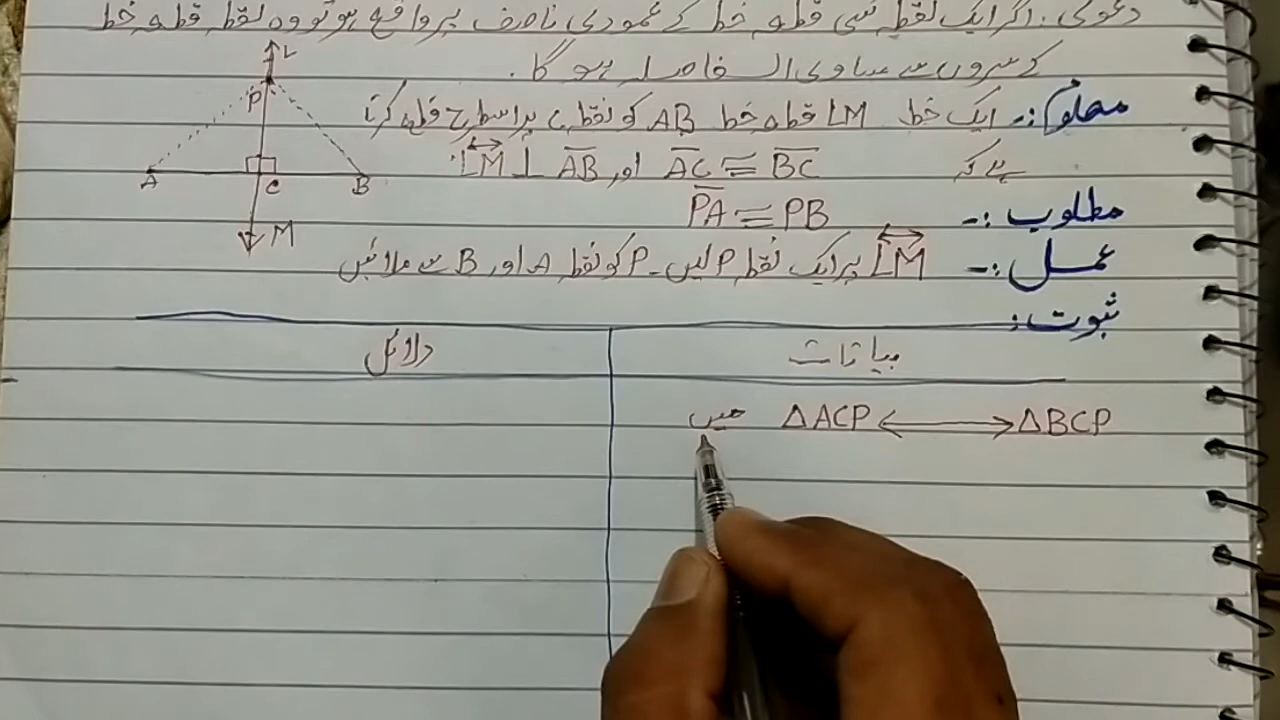 دعویٰ: اگر ایک نقطہ کسی قطعہ خط کے عمودی ناصف پر واقع ہو تو وہ نقطہ قطعہ خط
کے سروں سے مساوی الفاصلہ ہو گا۔
معلوم:۔ ایک خط LM قطعہ خط AB کو نقطہ C پر اسطرح قطع کرتا
ہے کہ AC ≅ BC اور LM ⊥ AB.
مطلوب:۔ PA ≅ PB
عمل:۔ LM پر ایک نقطہ P لیں۔ P کو نقطہ A اور B سے ملائیں
ثبوت:
بیانات دلائل
ΔACP ↔ ΔBCP میں
L
P
A C B
M